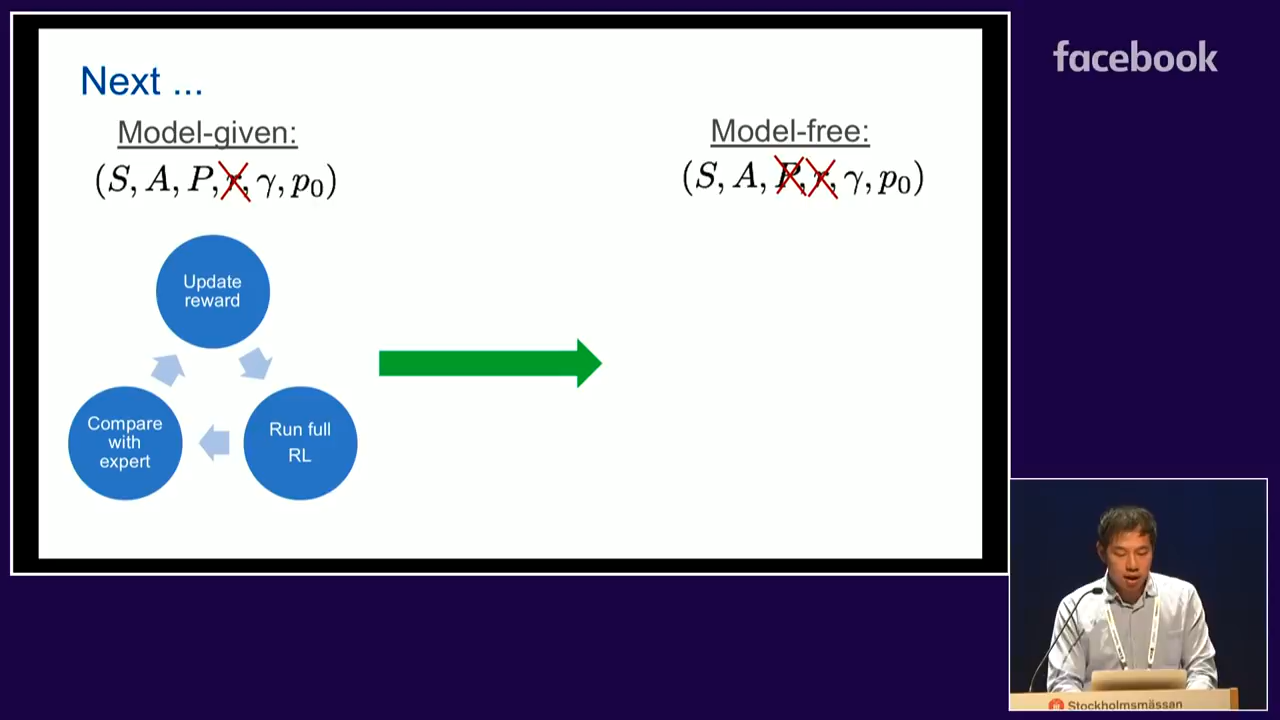 facebook
Next ...
Model-given:
(S, A, P, r, γ, p₀)
Model-free:
(S, A, P, r, γ, p₀)
Update
reward
Compare
with
expert
Run full
RL
Stockholmsmässan